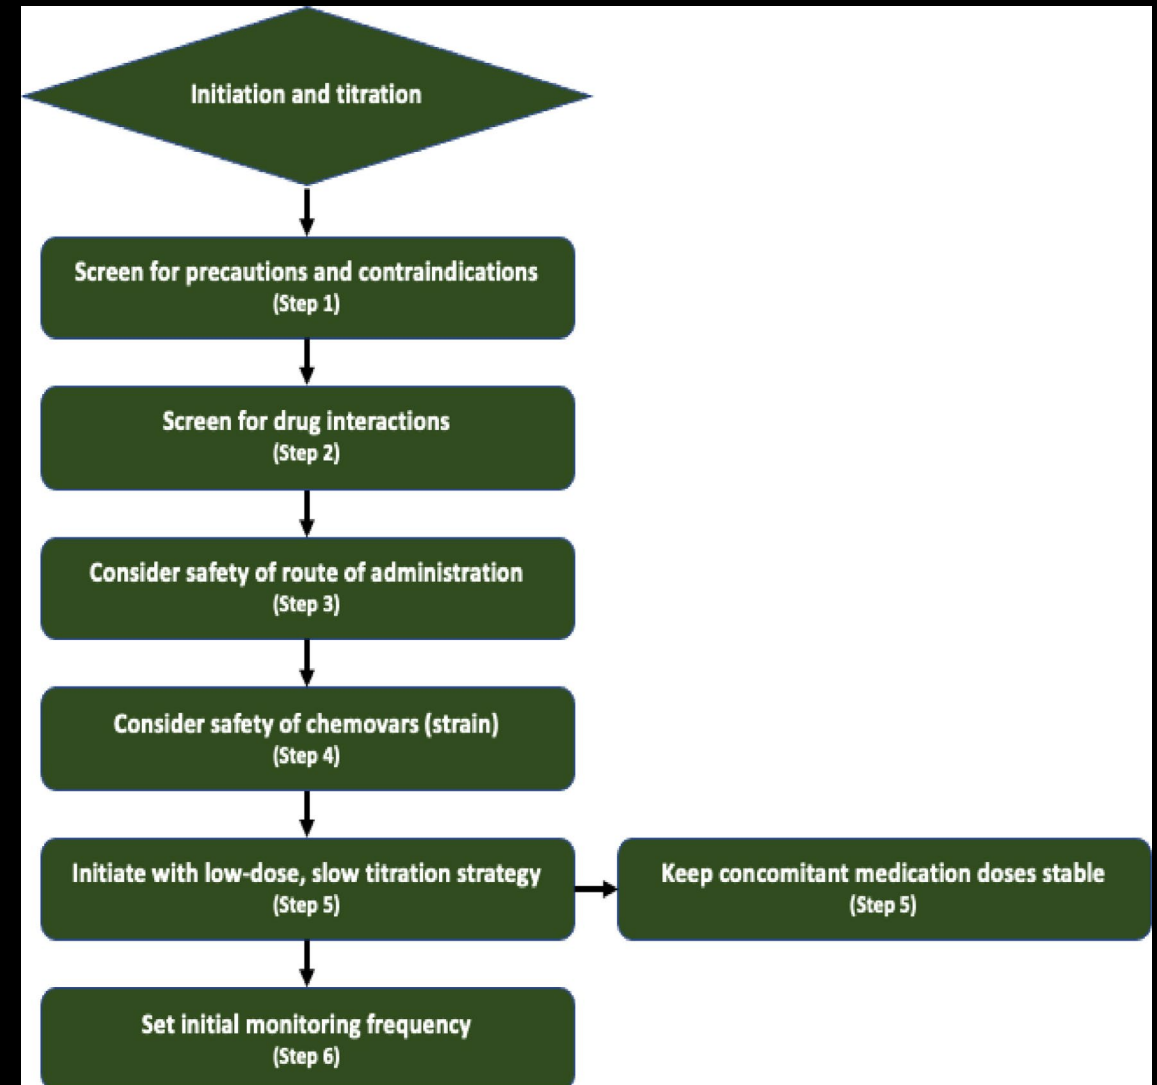 Initiation and titration
Screen for precautions and contraindications
(Step 1)
Screen for drug interactions
(Step 2)
Consider safety of route of administration
(Step 3)
Consider safety of chemovars (strain)
(Step 4)
Initiate with low-dose, slow titration strategy
(Step 5)
Keep concomitant medication doses stable
(Step 5)
Set initial monitoring frequency
(Step 6)